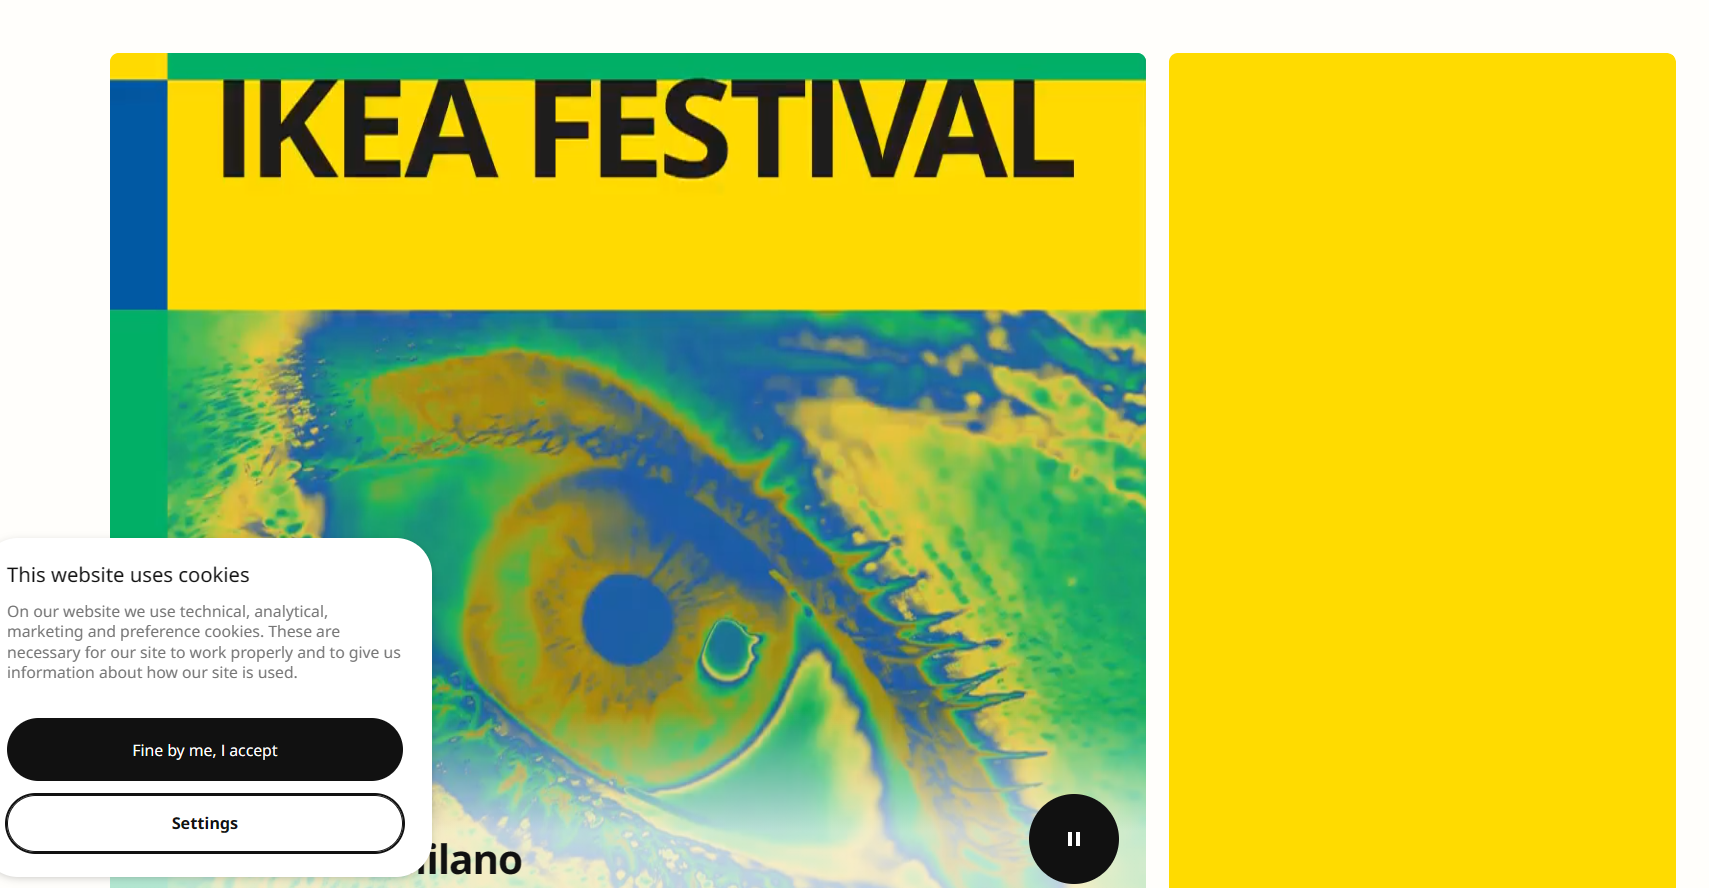 IKEA FESTIVAL
This website uses cookies
On our website we use technical, analytical,
marketing and preference cookies. These are
necessary for our site to work properly and to give us
information about how our site is used.
Fine by me, I accept
Settings
ilano